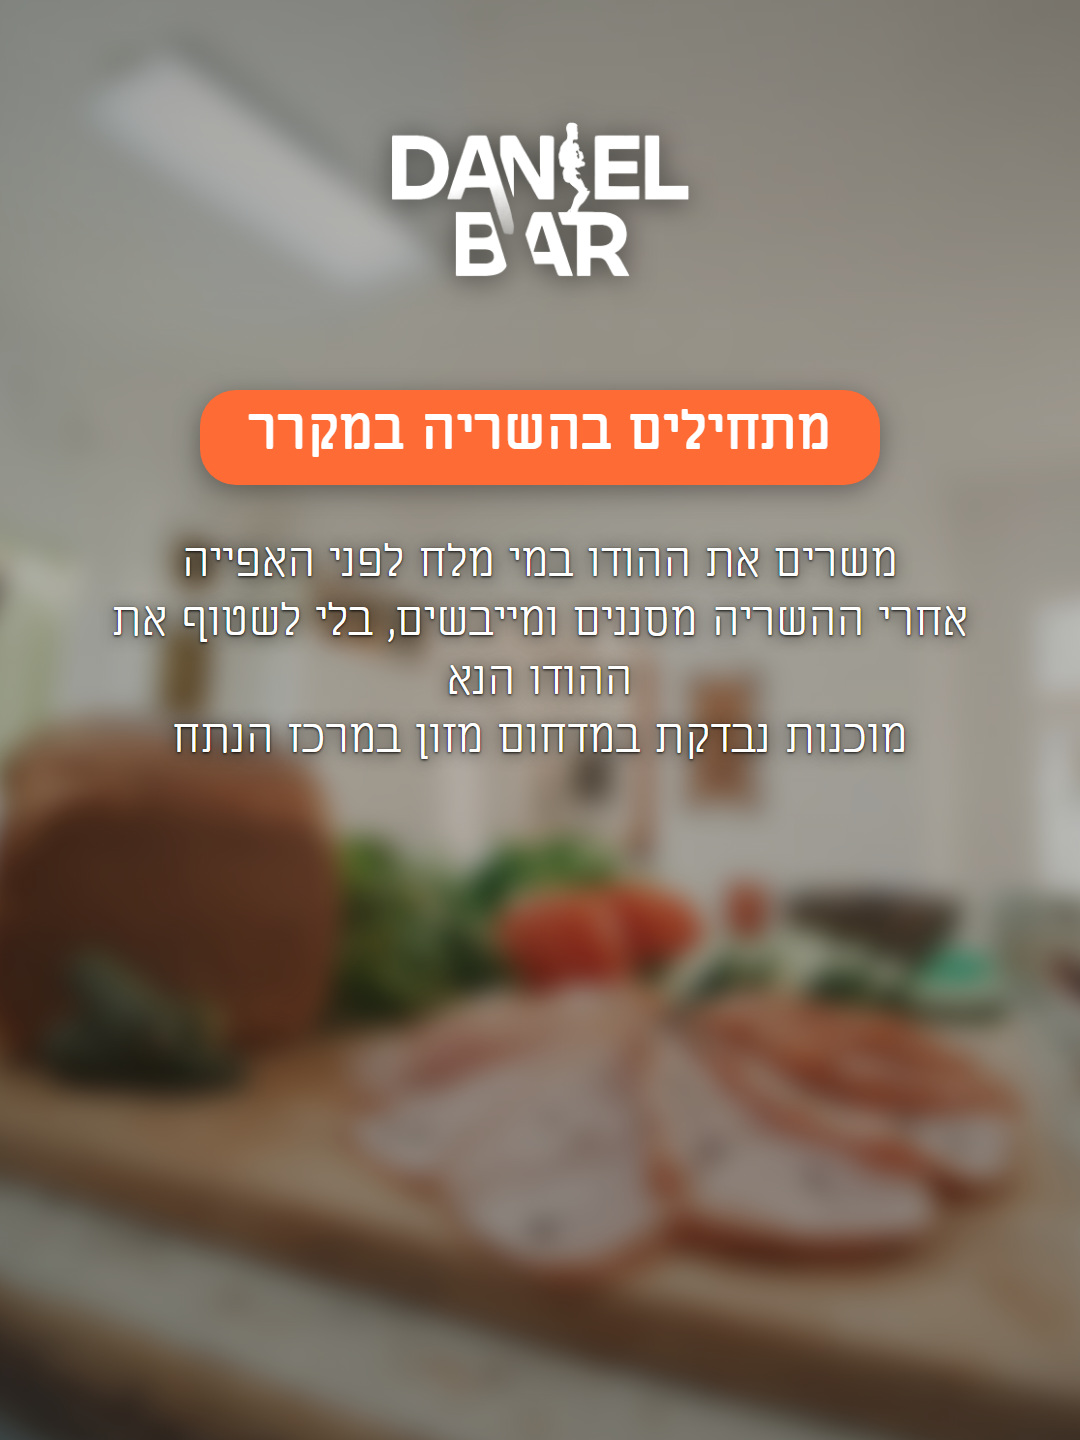 DANIEL
BAR
מתחילים בהשריה במקרר
משרים את ההודו במי מלח לפני האפייה
אחרי ההשריה מסננים ומייבשים, בלי לשטוף את
ההודו הנא
מוכנות נבדקת במדחום מזון במרכז הנתח